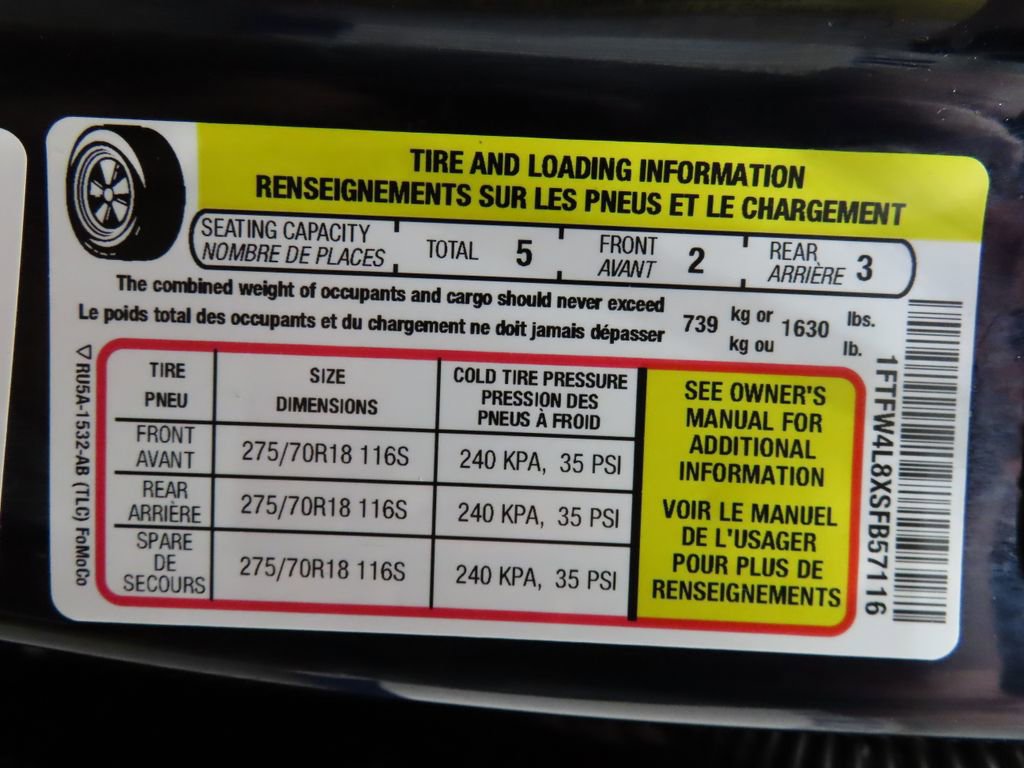 TIRE AND LOADING INFORMATION
RENSEIGNEMENTS SUR LES PNEUS ET LE CHARGEMENT
SEATING CAPACITY
NOMBRE DE PLACES
TOTAL 5
FRONT
AVANT
2
REAR
ARRIÈRE
3
The combined weight of occupants and cargo should never exceed
Le poids total des occupants et du chargement ne doit jamais dépasser
739
kg or
kg ou
1630
lbs.
lb.
TIRE
PNEU
SIZE
DIMENSIONS
COLD TIRE PRESSURE
PRESSION DES
PNEUS À FROID
FRONT
AVANT
275/70R18 116S
240 KPA, 35 PSI
REAR
ARRIÈRE
275/70R18 116S
240 KPA, 35 PSI
SPARE
DE
SECOURS
275/70R18 116S
240 KPA, 35 PSI
SEE OWNER'S
MANUAL FOR
ADDITIONAL
INFORMATION
VOIR LE MANUEL
DE L'USAGER
POUR PLUS DE
RENSEIGNEMENTS
▽RU5A-1532-AB (TLC) FoMoCo
1FTFW4L8XSFB57116